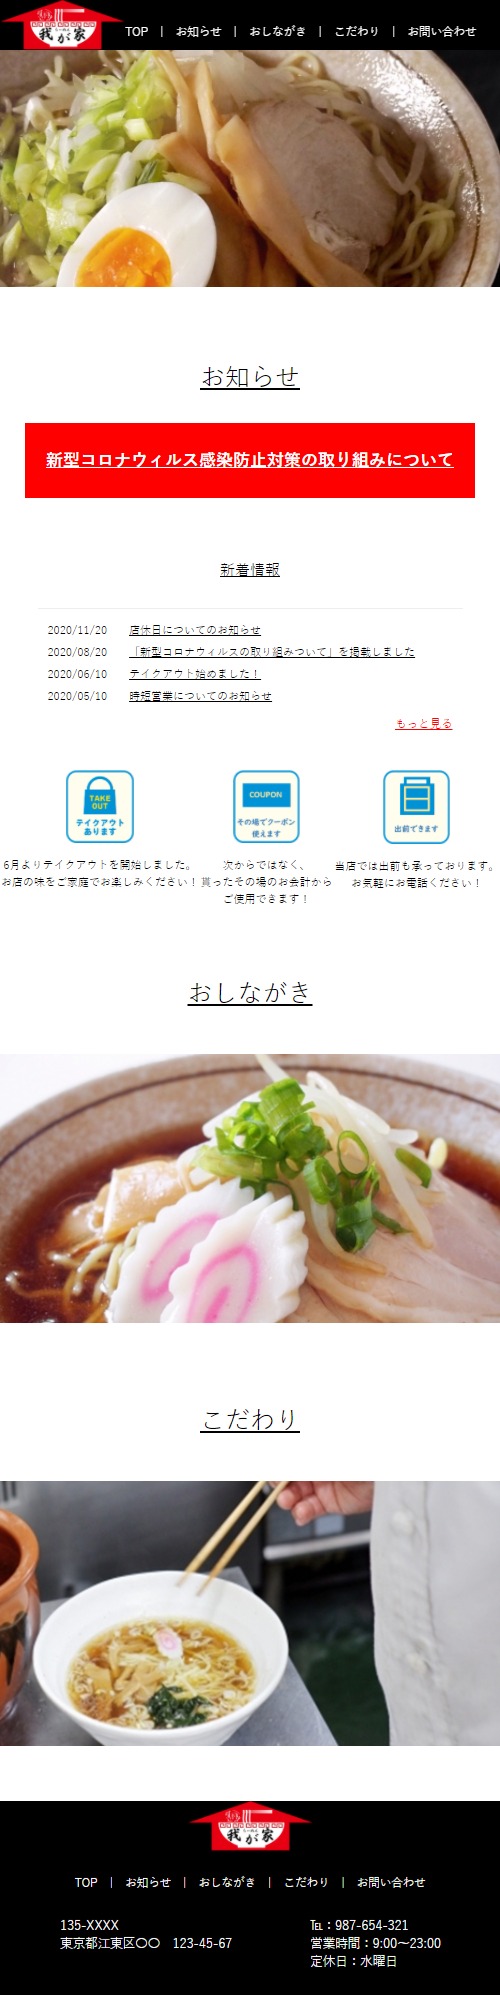 らーめん
我が家
TOP | お知らせ | おしながき | こだわり | お問い合わせ
お知らせ
新型コロナウィルス感染防止対策の取り組みについて
新着情報
2020/11/20 店休日についてのお知らせ
2020/08/20 「新型コロナウィルスの取り組みついて」を掲載しました
2020/06/10 テイクアウト始めました！
2020/05/10 時短営業についてのお知らせ
もっと見る
TAKE
OUT
テイクアウト
あります
COUPON
その場でクーポン
使えます
出前できます
6月よりテイクアウトを開始しました。
お店の味をご家庭でお楽しみください！
次からではなく、
貰ったその場のお会計から
ご使用できます！
当店では出前も承っております。
お気軽にお電話ください！
おしながき
こだわり
らーめん
我が家
TOP | お知らせ | おしながき | こだわり | お問い合わせ
135-XXXX
東京都江東区〇〇　123-45-67
℡：987-654-321
営業時間：9:00～23:00
定休日：水曜日